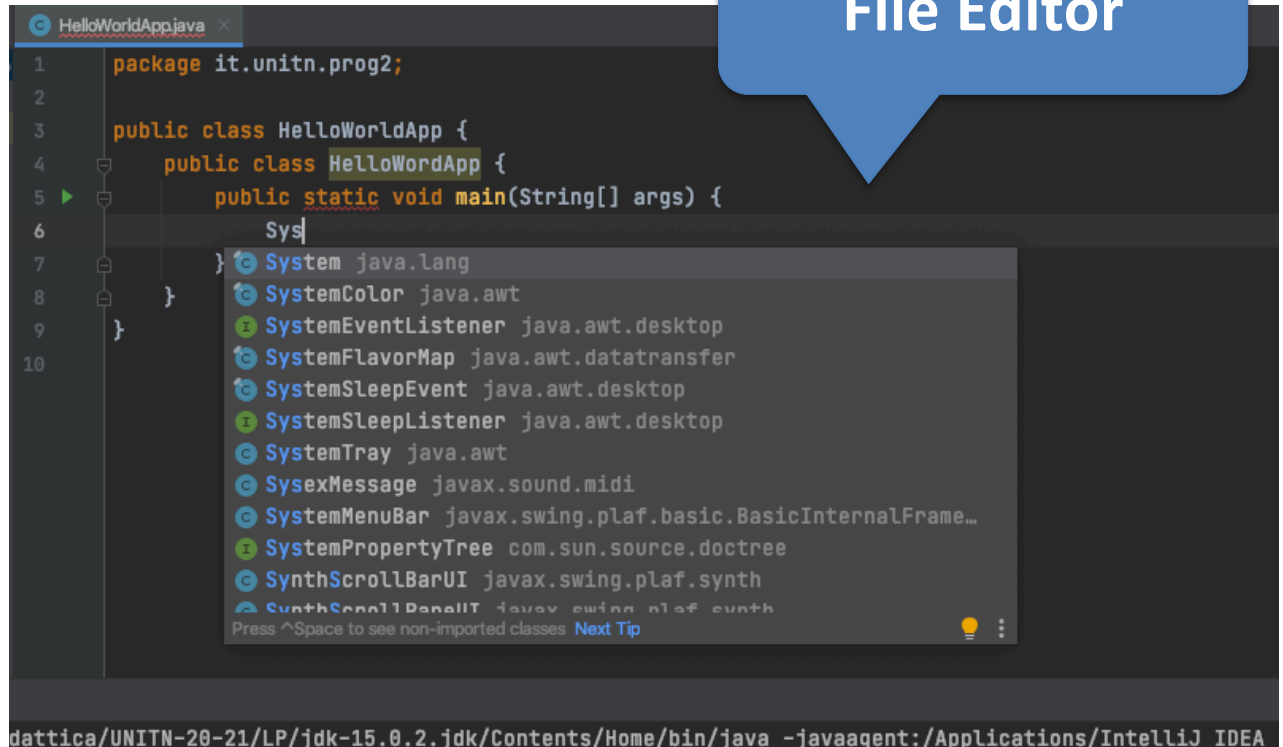 File Editor
HelloWorldApp.java
1 package it.unitn.prog2;
2
3 public class HelloWorldApp {
4 public class HelloWordApp {
5 public static void main(String[] args) {
6 Sys
7 }
8 }
9 }
10
System java.lang
SystemColor java.awt
SystemEventListener java.awt.desktop
SystemFlavorMap java.awt.datatransfer
SystemSleepEvent java.awt.desktop
SystemSleepListener java.awt.desktop
SystemTray java.awt
SysexMessage javax.sound.midi
SystemMenuBar javax.swing.plaf.basic.BasicInternalFrame…
SystemPropertyTree com.sun.source.doctree
SynthScrollBarUI javax.swing.plaf.synth
SynthScrollPaneUI javax.swing.plaf.synth
Press ^Space to see non-imported classes Next Tip
dattica/UNITN-20-21/LP/jdk-15.0.2.jdk/Contents/Home/bin/java -javaagent:/Applications/IntelliJ IDEA